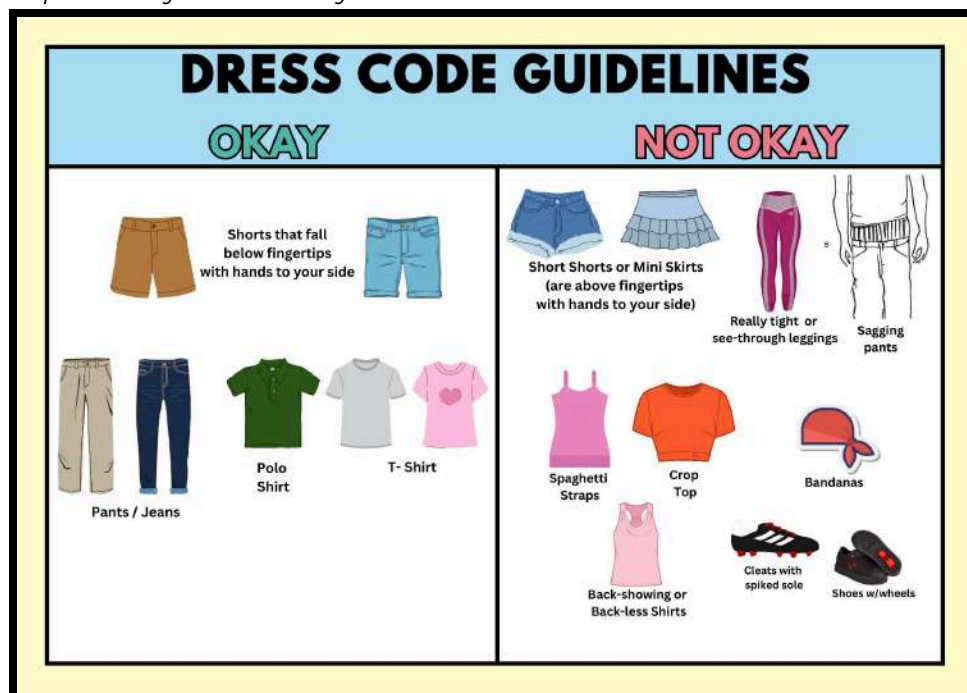 DRESS CODE GUIDELINES
OKAY
NOT OKAY
Shorts that fall
below fingertips
with hands to your side
Pants / Jeans
Polo
Shirt
T- Shirt
Short Shorts or Mini Skirts
(are above fingertips
with hands to your side)
Really tight or
see-through leggings
B
Sagging
pants
Spaghetti
Straps
Crop
Top
Bandanas
Back-showing or
Back-less Shirts
Cleats with
spiked sole
Shoes w/wheels